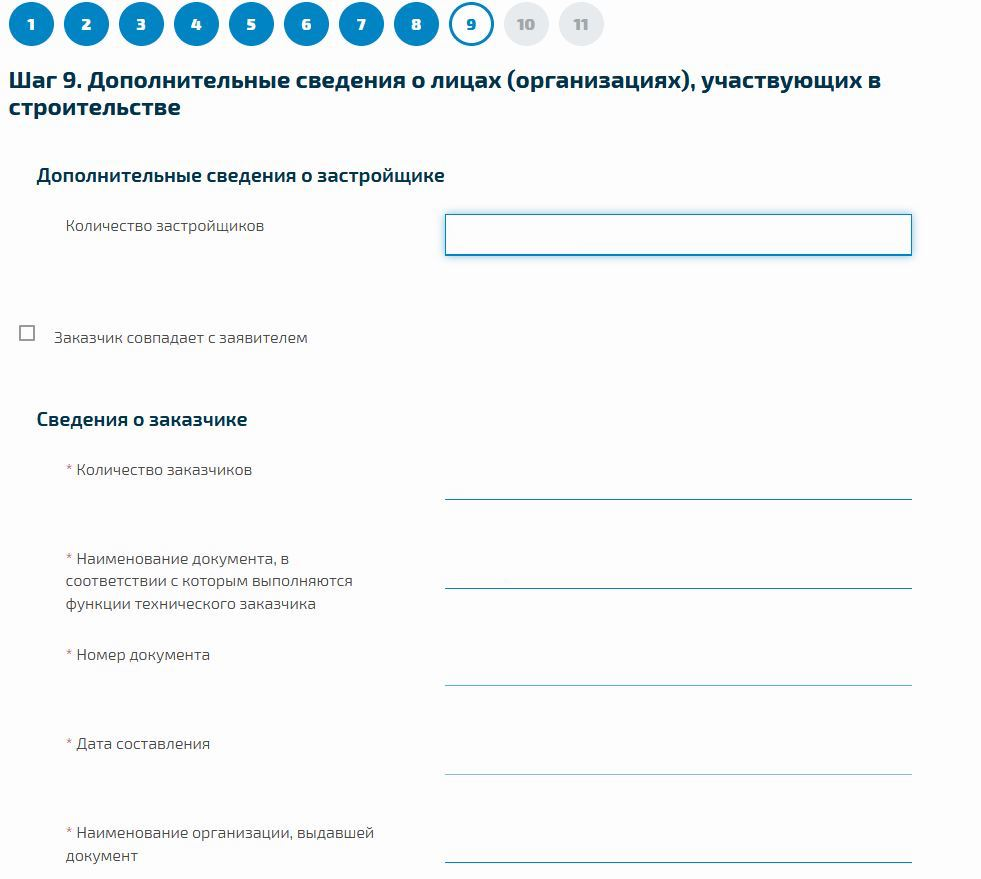 1 2 3 4 5 6 7 8 9 10 11
Шаг 9. Дополнительные сведения о лицах (организациях), участвующих в
строительстве
Дополнительные сведения о застройщике
Количество застройщиков
Заказчик совпадает с заявителем
Сведения о заказчике
* Количество заказчиков
* Наименование документа, в
соответствии с которым выполняются
функции технического заказчика
* Номер документа
* Дата составления
* Наименование организации, выдавшей
документ